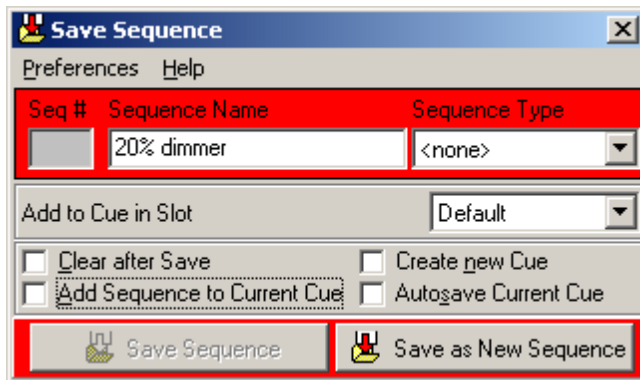 Save Sequence
Preferences Help
Seq # Sequence Name Sequence Type
20% dimmer <none>
Add to Cue in Slot Default
Clear after Save Create new Cue
Add Sequence to Current Cue Autosave Current Cue
Save Sequence Save as New Sequence